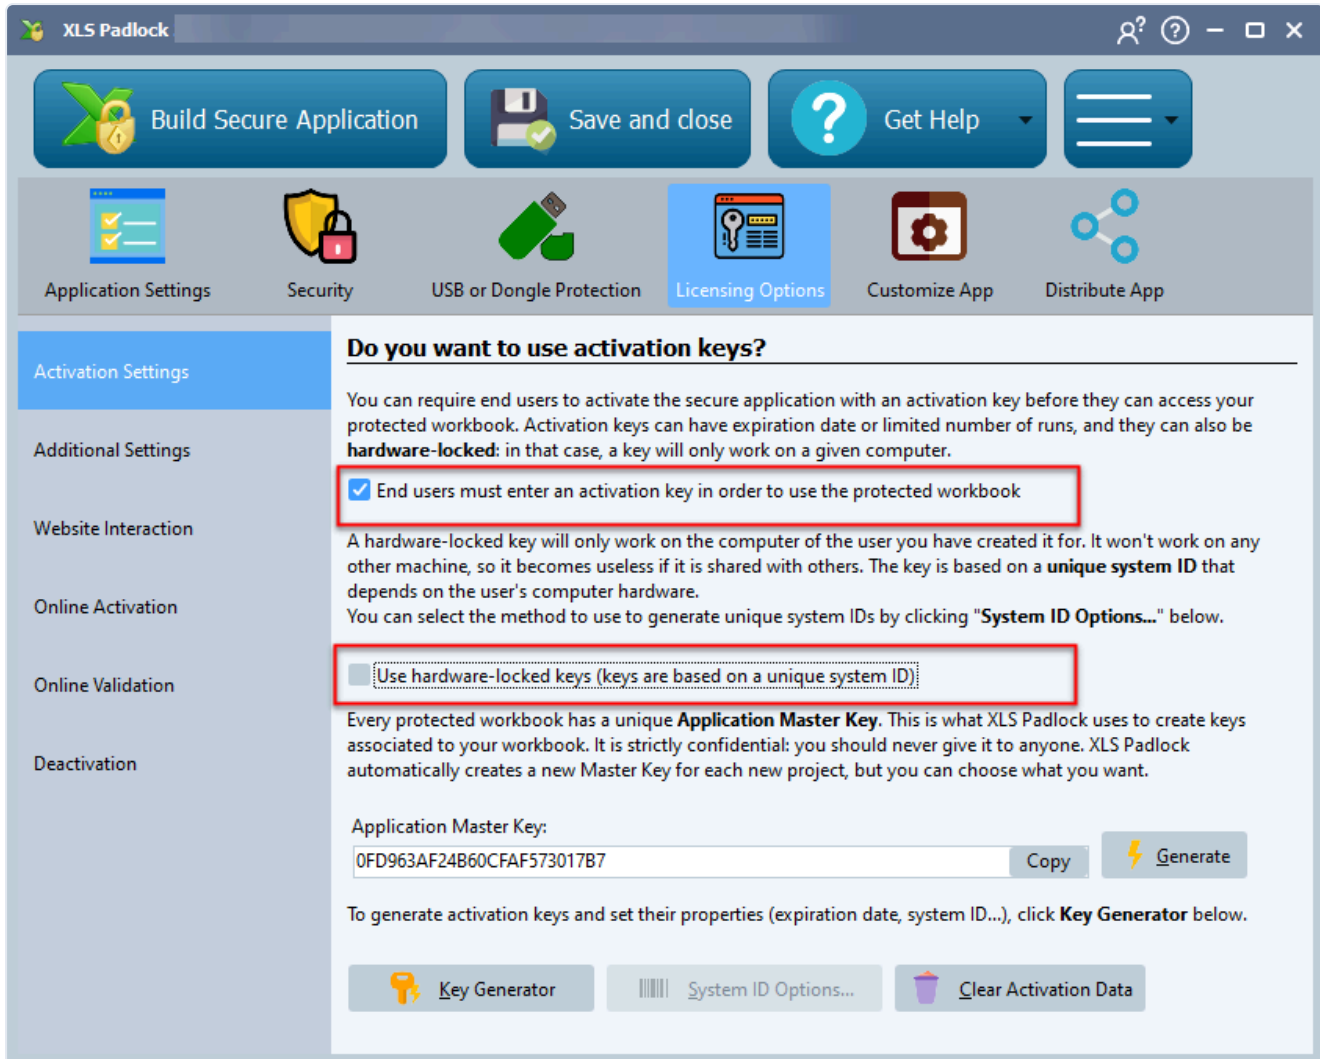 XLS Padlock
Build Secure Application
Save and close
Get Help
Application Settings
Security
USB or Dongle Protection
Licensing Options
Customize App
Distribute App
Activation Settings
Additional Settings
Website Interaction
Online Activation
Online Validation
Deactivation
Do you want to use activation keys?
You can require end users to activate the secure application with an activation key before they can access your
protected workbook. Activation keys can have expiration date or limited number of runs, and they can also be
hardware-locked: in that case, a key will only work on a given computer.
End users must enter an activation key in order to use the protected workbook
A hardware-locked key will only work on the computer of the user you have created it for. It won't work on any
other machine, so it becomes useless if it is shared with others. The key is based on a unique system ID that
depends on the user's computer hardware.
You can select the method to use to generate unique system IDs by clicking "System ID Options..." below.
Use hardware-locked keys (keys are based on a unique system ID)
Every protected workbook has a unique Application Master Key. This is what XLS Padlock uses to create keys
associated to your workbook. It is strictly confidential: you should never give it to anyone. XLS Padlock
automatically creates a new Master Key for each new project, but you can choose what you want.
Application Master Key:
0FD963AF24B60CFAF573017B7
Copy
Generate
To generate activation keys and set their properties (expiration date, system ID...), click Key Generator below.
Key Generator
System ID Options...
Clear Activation Data